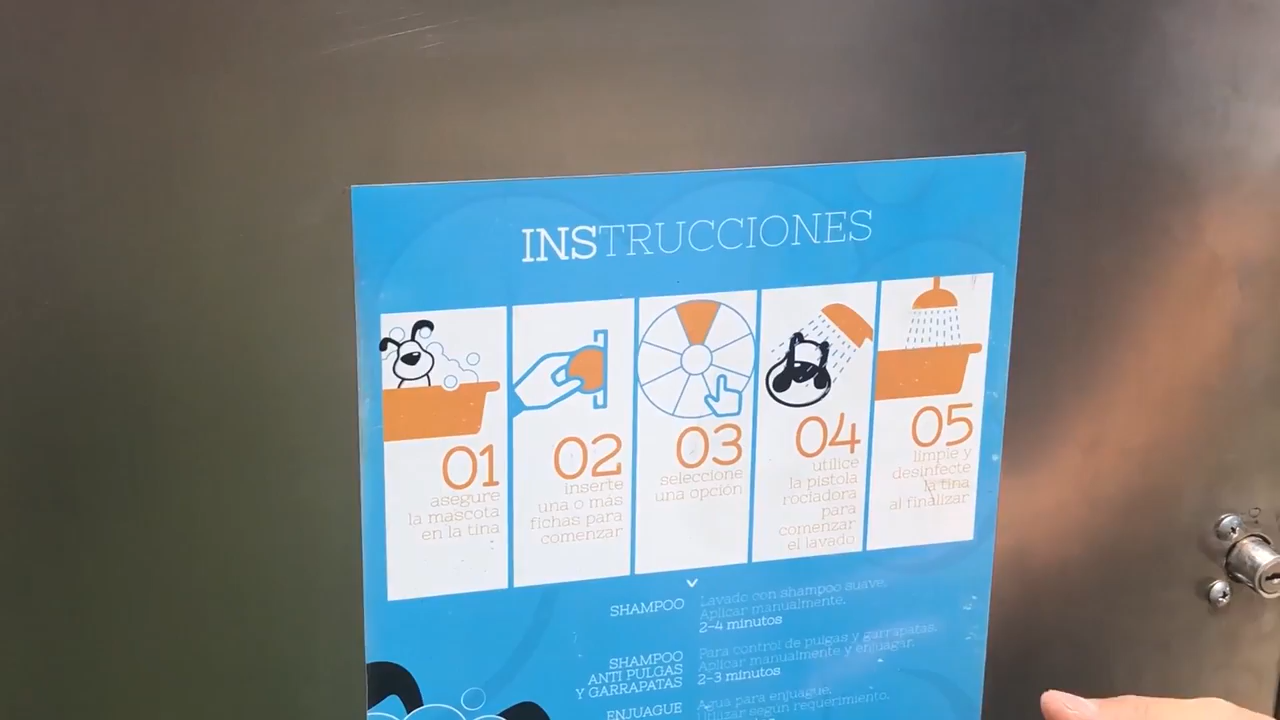 INSTRUCCIONES
01
asegure
la mascota
en la tina
02
inserte
una o más
fichas para
comenzar
03
seleccione
una opción
04
utilice
la pistola
rociadora
para
comenzar
el lavado
05
limpie y
desinfecte
la tina
al finalizar
SHAMPOO
Lavado con shampoo suave.
Aplicar manualmente.
2-4 minutos
SHAMPOO
ANTI PULGAS
Y GARRAPATAS
Para control de pulgas y garrapatas.
Aplicar manualmente y enjuagar.
2-3 minutos
ENJUAGUE
Agua para enjuague.
Utilizar según requerimiento.